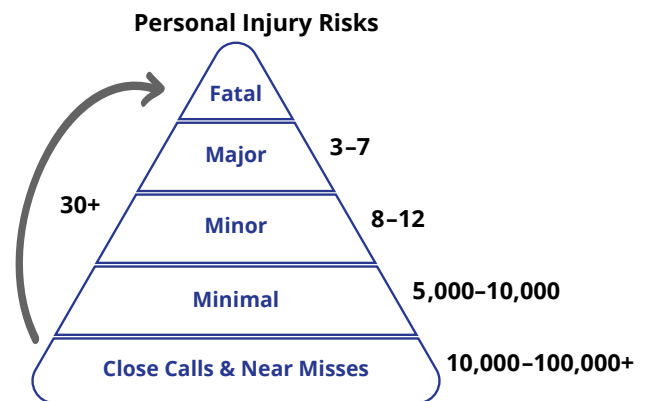 Personal Injury Risks
Fatal
Major
3–7
30+
Minor
8–12
Minimal
5,000–10,000
Close Calls & Near Misses
10,000–100,000+